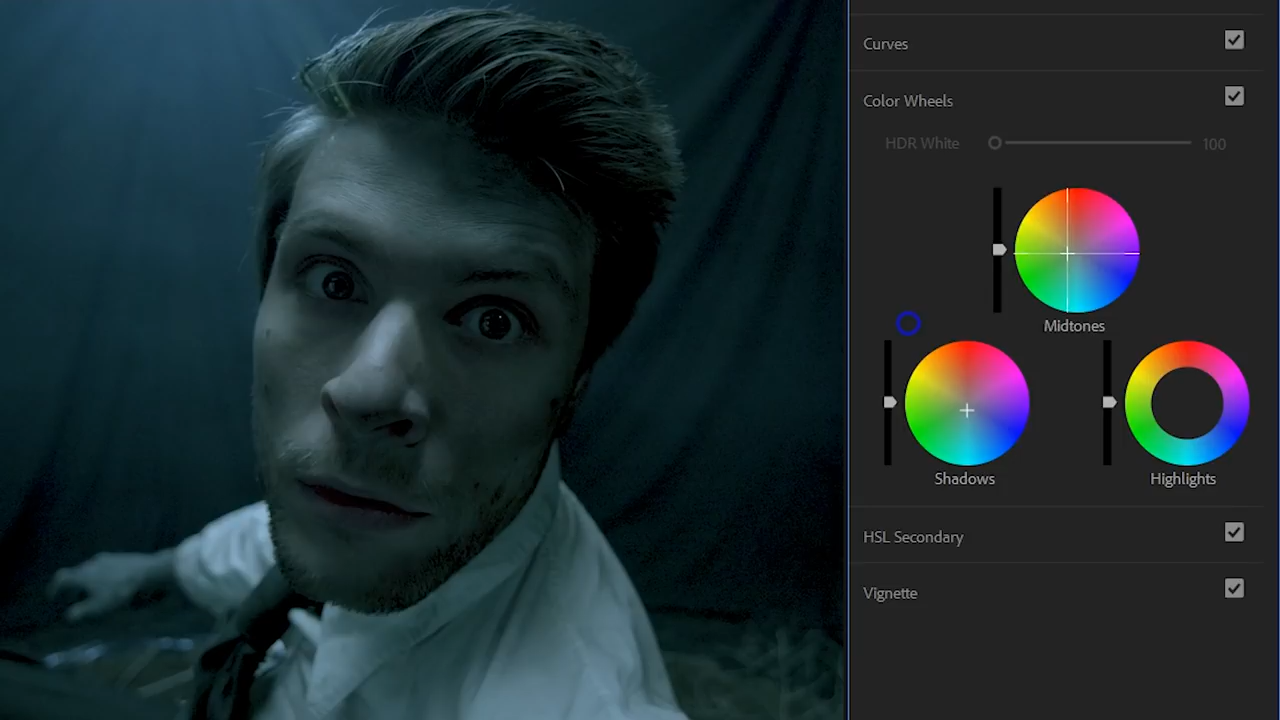 Curves
Color Wheels
HDR White 100
Midtones
Shadows
Highlights
HSL Secondary
Vignette